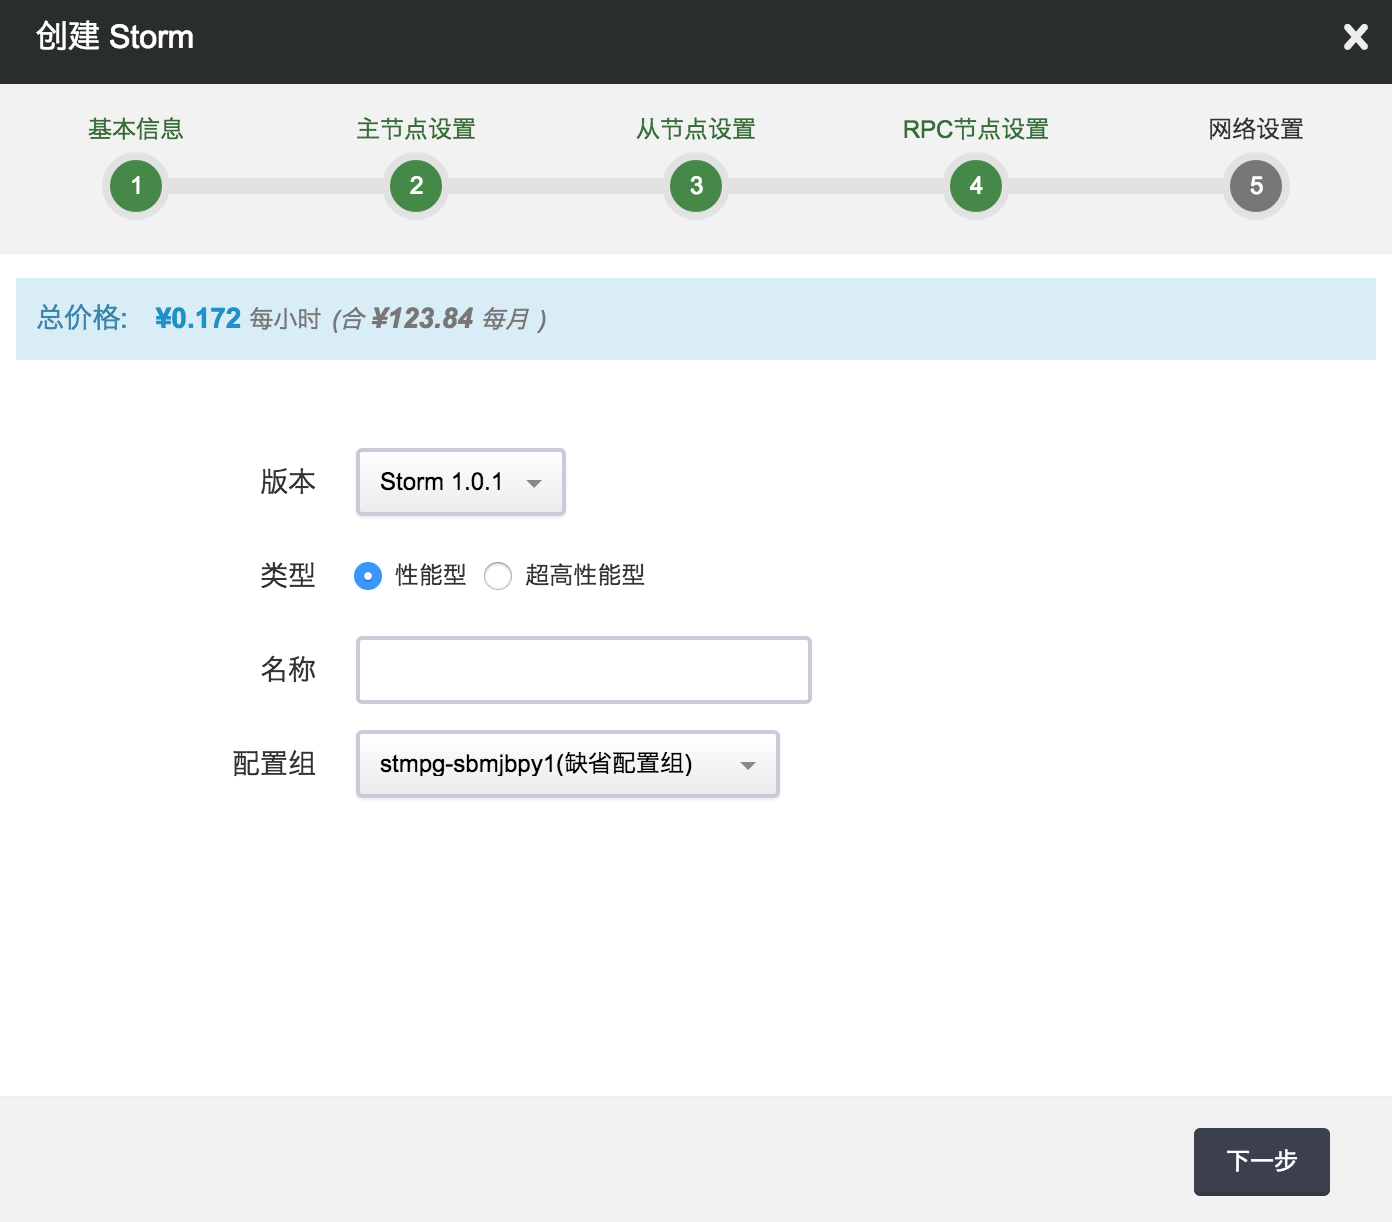 创建 Storm
基本信息 主节点设置 从节点设置 RPC节点设置 网络设置
1 2 3 4 5
总价格: ¥0.172 每小时 (合 ¥123.84 每月 )
版本 Storm 1.0.1
类型 性能型 超高性能型
名称
配置组 stmpg-sbmjbpy1(缺省配置组)
下一步